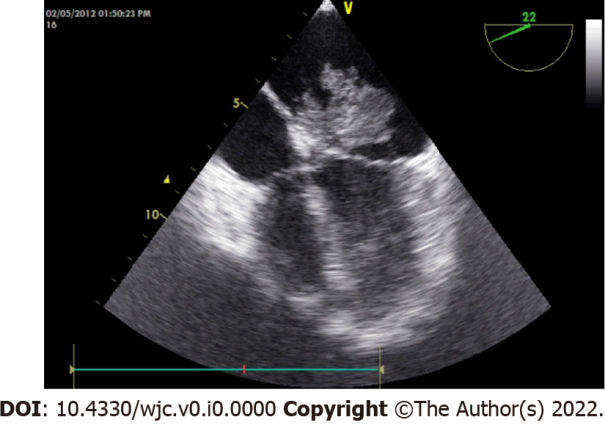 02/05/2012 01:50:23 PM
16
V
22
5
10
DOI: 10.4330/wjc.v0.i0.0000 Copyright ©The Author(s) 2022.